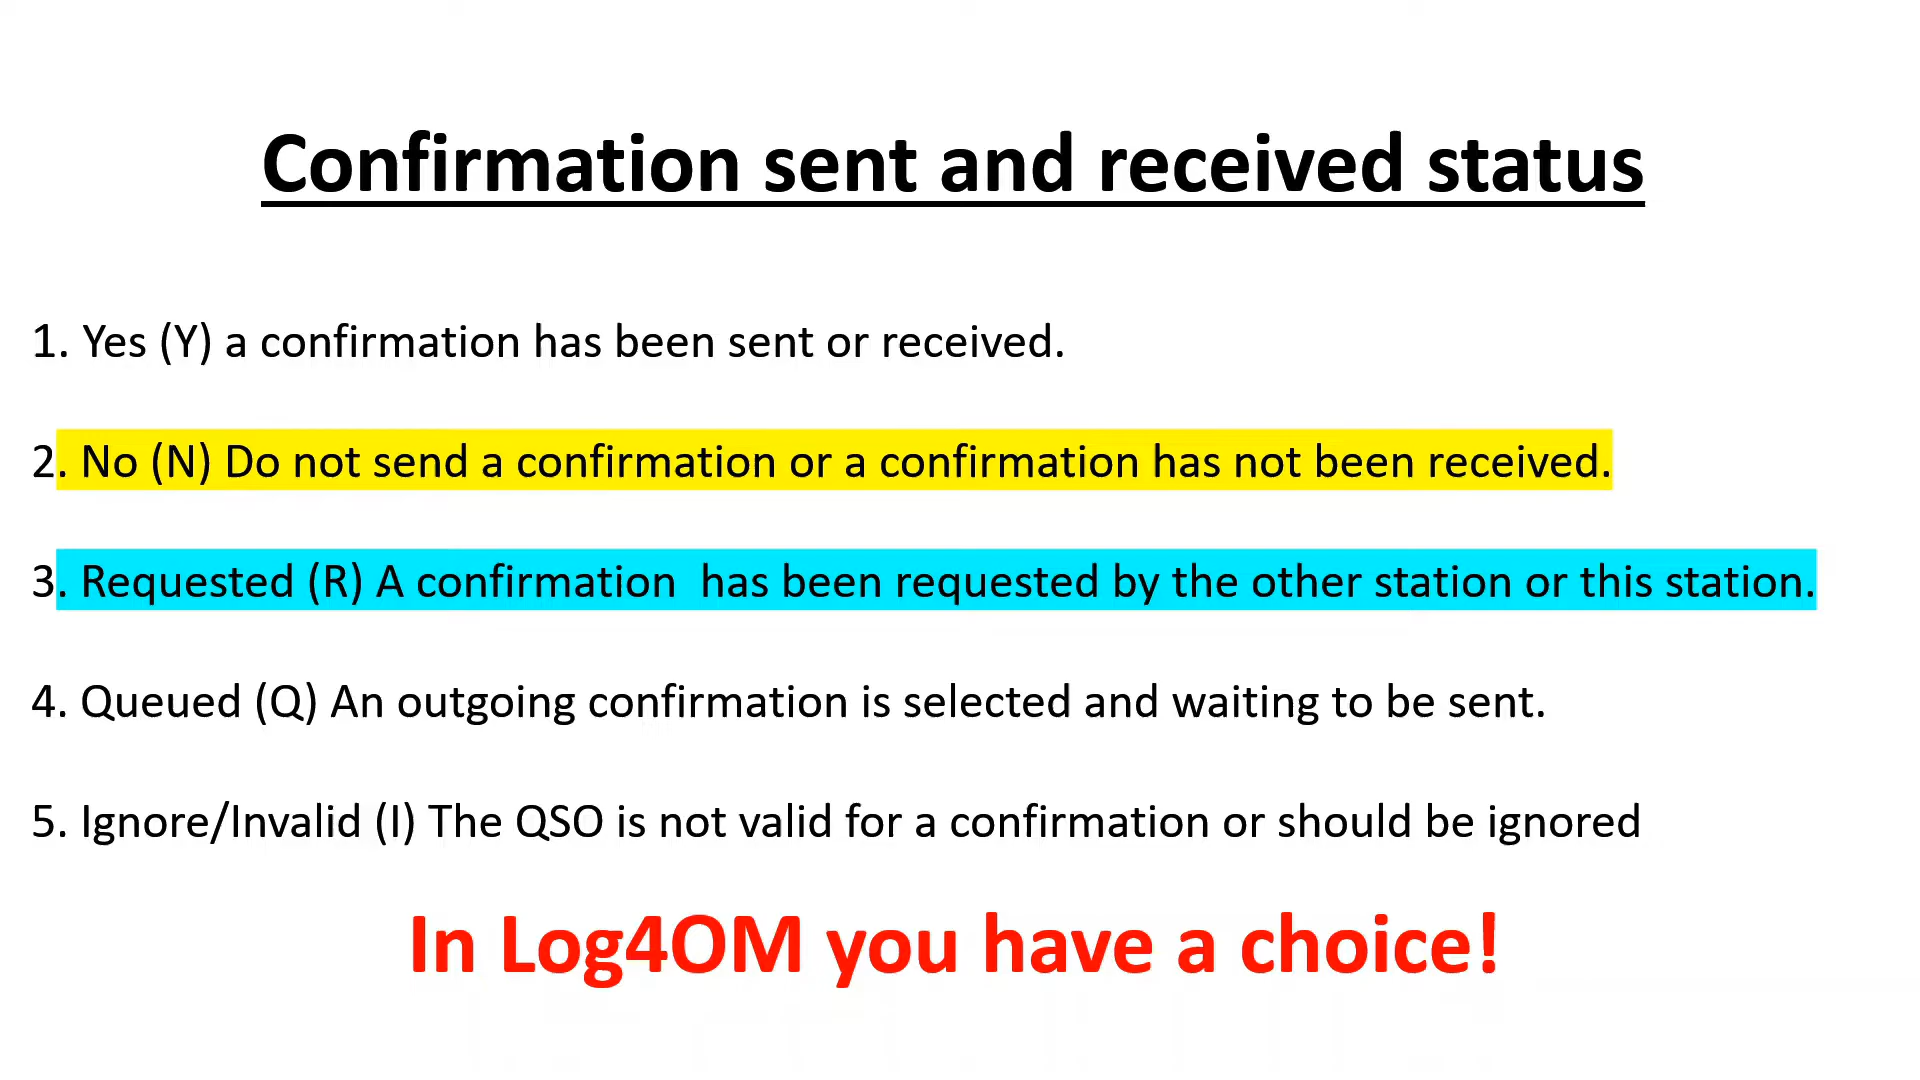 Confirmation sent and received status
1. Yes (Y) a confirmation has been sent or received.
2. No (N) Do not send a confirmation or a confirmation has not been received.
3. Requested (R) A confirmation  has been requested by the other station or this station.
4. Queued (Q) An outgoing confirmation is selected and waiting to be sent.
5. Ignore/Invalid (I) The QSO is not valid for a confirmation or should be ignored
In Log4OM you have a choice!